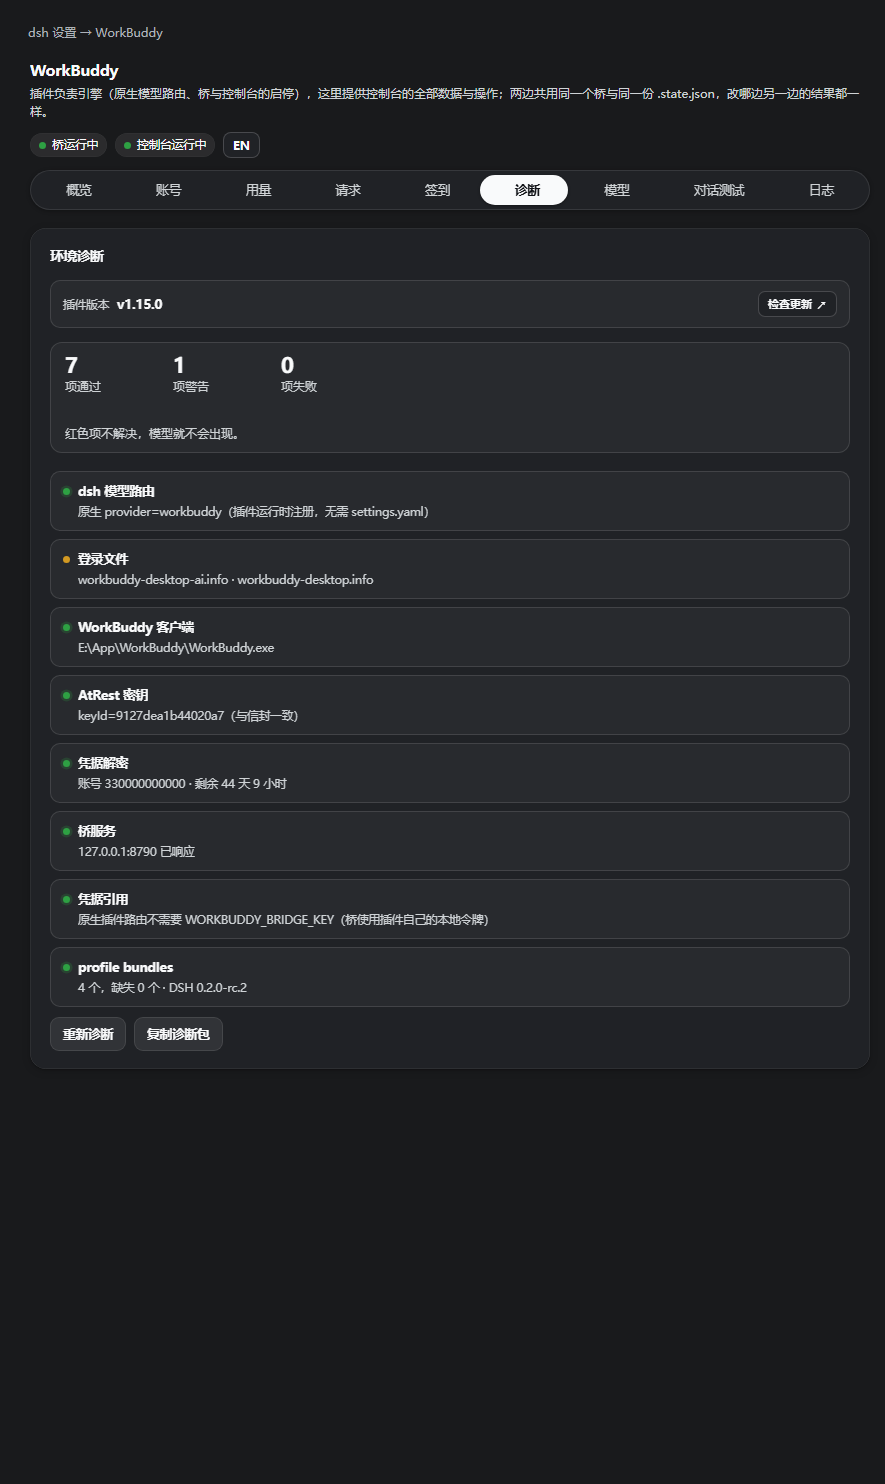 dsh 设置 → WorkBuddy
WorkBuddy
插件负责引擎（原生模型路由、桥与控制台的启停），这里提供控制台的全部数据与操作；两边共用同一个桥与同一份 .state.json，改哪边另一边的结果都一
样。
桥运行中
控制台运行中
EN
概览
账号
用量
请求
签到
诊断
模型
对话测试
日志
环境诊断
插件版本 v1.15.0
检查更新 ↗
7
项通过
1
项警告
0
项失败
红色项不解决，模型就不会出现。
dsh 模型路由
原生 provider=workbuddy（插件运行时注册，无需 settings.yaml）
登录文件
workbuddy-desktop-ai.info · workbuddy-desktop.info
WorkBuddy 客户端
E:\App\WorkBuddy\WorkBuddy.exe
AtRest 密钥
keyId=9127dea1b44020a7（与信封一致）
凭据解密
账号 330000000000 · 剩余 44 天 9 小时
桥服务
127.0.0.1:8790 已响应
凭据引用
原生插件路由不需要 WORKBUDDY_BRIDGE_KEY（桥使用插件自己的本地令牌）
profile bundles
4 个，缺失 0 个 · DSH 0.2.0-rc.2
重新诊断
复制诊断包